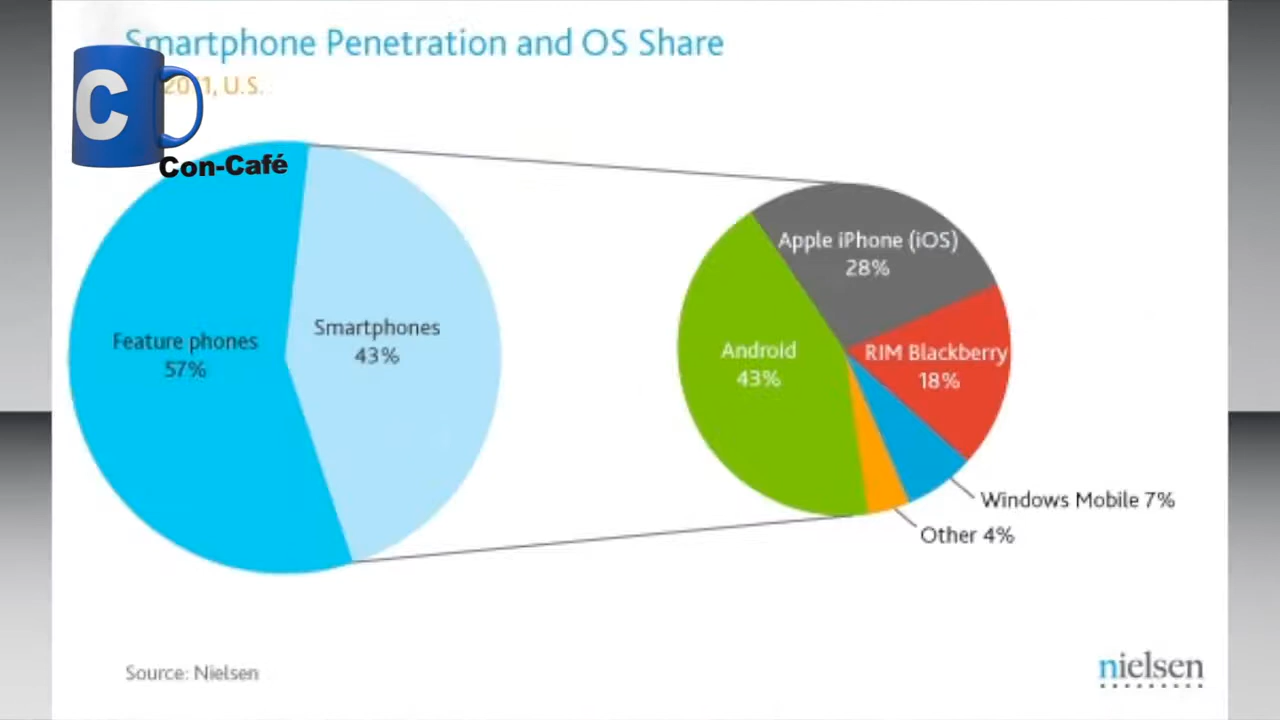 Smartphone Penetration and OS Share
2011, U.S.
C
Con-Café
Feature phones
57%
Smartphones
43%
Apple iPhone (iOS)
28%
Android
43%
RIM Blackberry
18%
Windows Mobile 7%
Other 4%
Source: Nielsen
nielsen